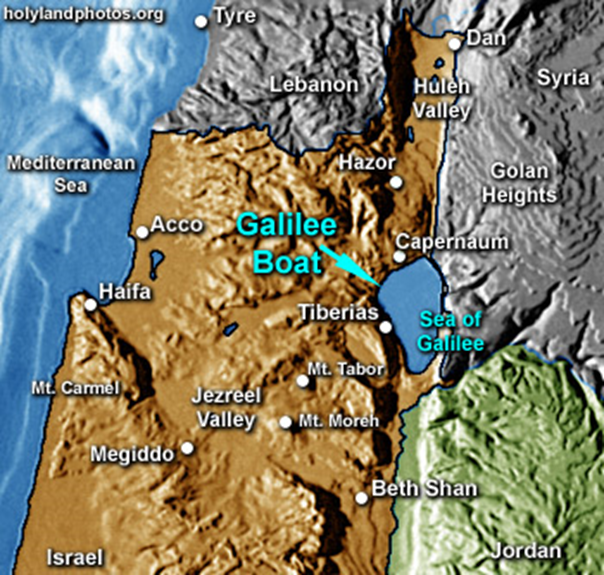 holylandphotos.org
Tyre
Dan
Lebanon
Syria
Huleh
Valley
Mediterranean
Sea
Hazor
Golan
Heights
Acco
Galilee
Boat
Capernaum
Haifa
Tiberias
Sea of
Galilee
Mt. Tabor
Mt. Carmel
Jezreel
Valley
Mt. Moreh
Megiddo
Beth Shan
Israel
Jordan